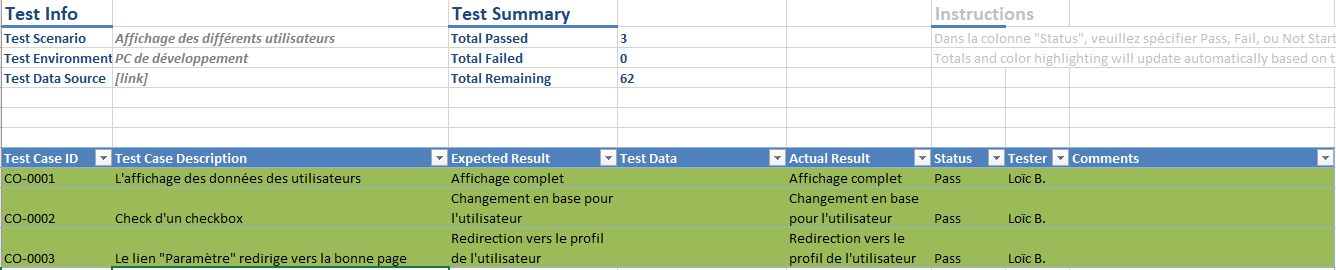 Test Info Test Summary Instructions
Test Scenario Affichage des différents utilisateurs Total Passed 3 Dans la colonne "Status", veuillez spécifier Pass, Fail, ou Not Start
Test Environment PC de développement Total Failed 0 Totals and color highlighting will update automatically based on t
Test Data Source [link] Total Remaining 62
Test Case ID Test Case Description Expected Result Test Data Actual Result Status Tester Comments
CO-0001 L'affichage des données des utilisateurs Affichage complet Affichage complet Pass Loïc B.
Changement en base pour Changement en base
CO-0002 Check d'un checkbox l'utilisateur pour l'utilisateur Pass Loïc B.
Redirection vers le profil Redirection vers le
CO-0003 Le lien "Paramètre" redirige vers la bonne page de l'utilisateur profil de l'utilisateur Pass Loïc B.